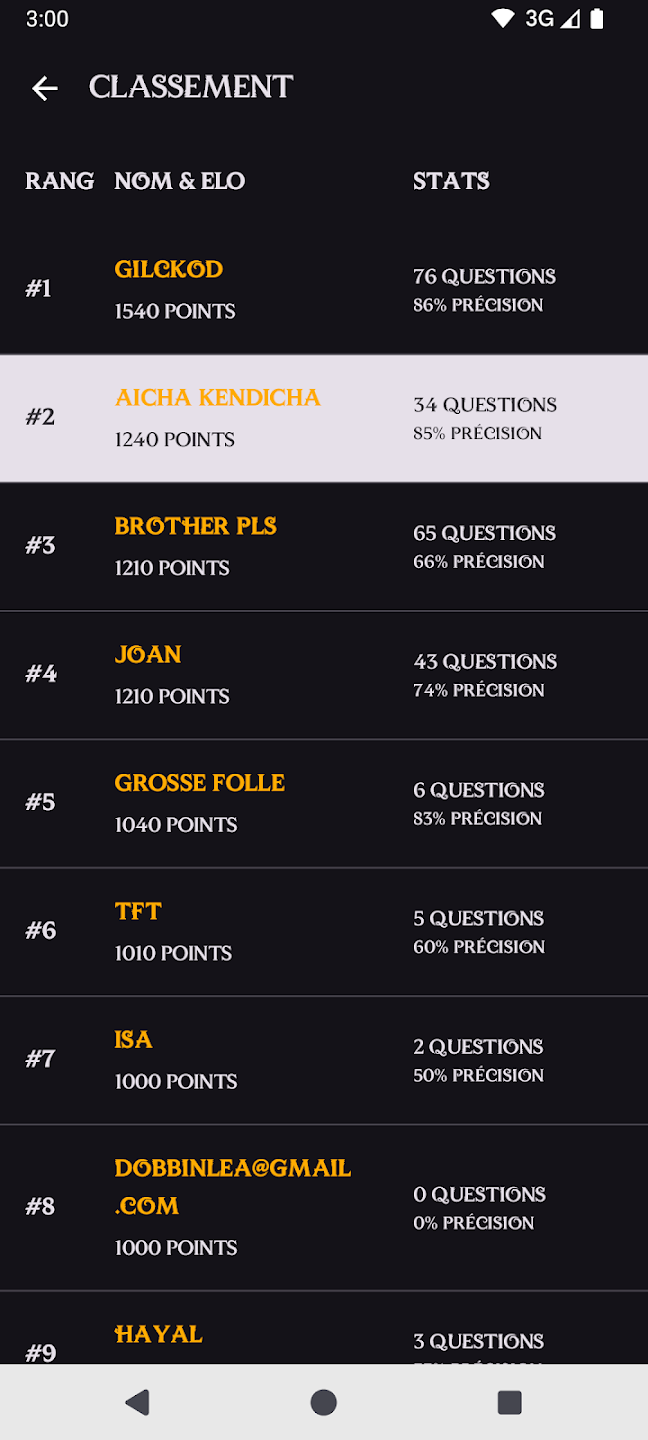 3:00
3G
CLASSEMENT
RANG NOM & ELO STATS
#1
GILCKOD
1540 POINTS
76 QUESTIONS
86% PRÉCISION
#2
AICHA KENDICHA
1240 POINTS
34 QUESTIONS
85% PRÉCISION
#3
BROTHER PLS
1210 POINTS
65 QUESTIONS
66% PRÉCISION
#4
JOAN
1210 POINTS
43 QUESTIONS
74% PRÉCISION
#5
GROSSE FOLLE
1040 POINTS
6 QUESTIONS
83% PRÉCISION
#6
TFT
1010 POINTS
5 QUESTIONS
60% PRÉCISION
#7
ISA
1000 POINTS
2 QUESTIONS
50% PRÉCISION
#8
DOBBINLEA@GMAIL
.COM
1000 POINTS
0 QUESTIONS
0% PRÉCISION
#9
HAYAL
3 QUESTIONS